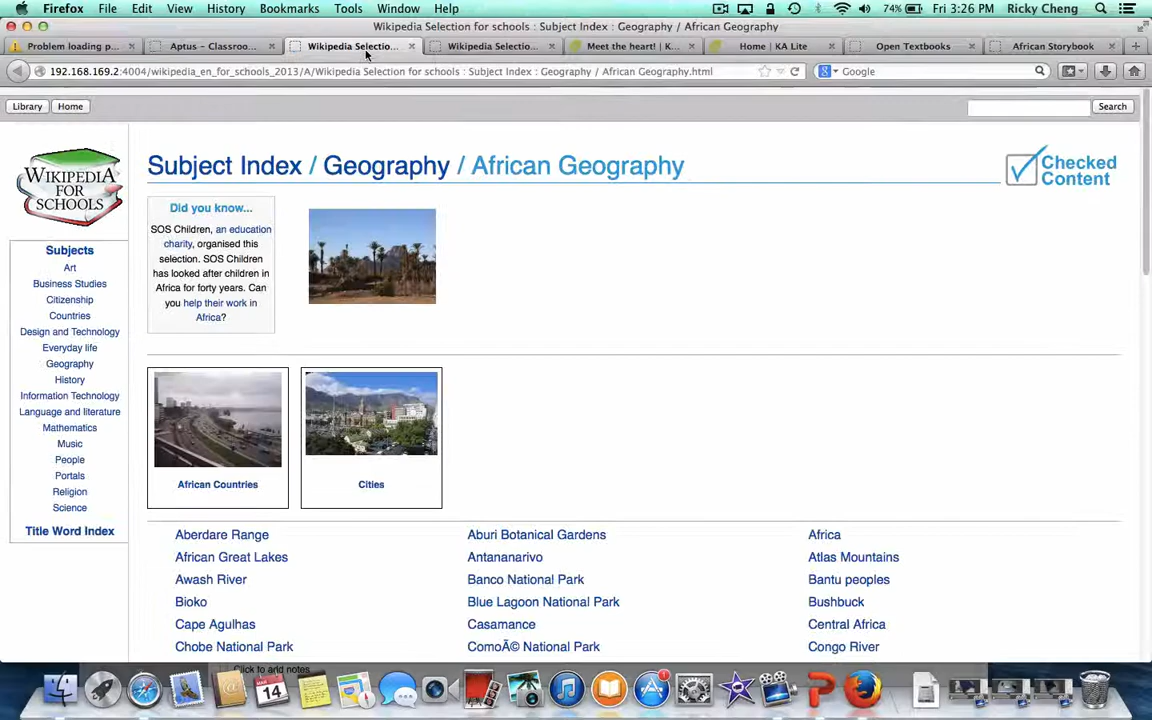 Firefox File Edit View History Bookmarks Tools Window Help 74% Fri 3:26 PM Ricky Cheng
Wikipedia Selection for schools : Subject Index : Geography / African Geography
Problem loading p... Aptus – Classroo... Wikipedia Selectio... Wikipedia Selection... Meet the heart! | K... Home | KA Lite Open Textbooks African Storybook
192.168.169.2:4004/wikipedia_en_for_schools_2013/A/Wikipedia Selection for schools : Subject Index : Geography / African Geography.html Google
Library Home Search
WIKIPEDIA
FOR
SCHOOLS
Subject Index / Geography / African Geography
Checked
Content
Subjects
Art
Business Studies
Citizenship
Countries
Design and Technology
Everyday life
Geography
History
Information Technology
Language and literature
Mathematics
Music
People
Portals
Religion
Science
Title Word Index
Did you know...
SOS Children, an education
charity, organised this
selection. SOS Children
has looked after children in
Africa for forty years. Can
you help their work in
Africa?
African Countries Cities
Aberdare Range Aburi Botanical Gardens Africa
African Great Lakes Antananarivo Atlas Mountains
Awash River Banco National Park Bantu peoples
Bioko Blue Lagoon National Park Bushbuck
Cape Agulhas Casamance Central Africa
Chobe National Park ComoÃ© National Park Congo River
Click to add notes
MAR
14